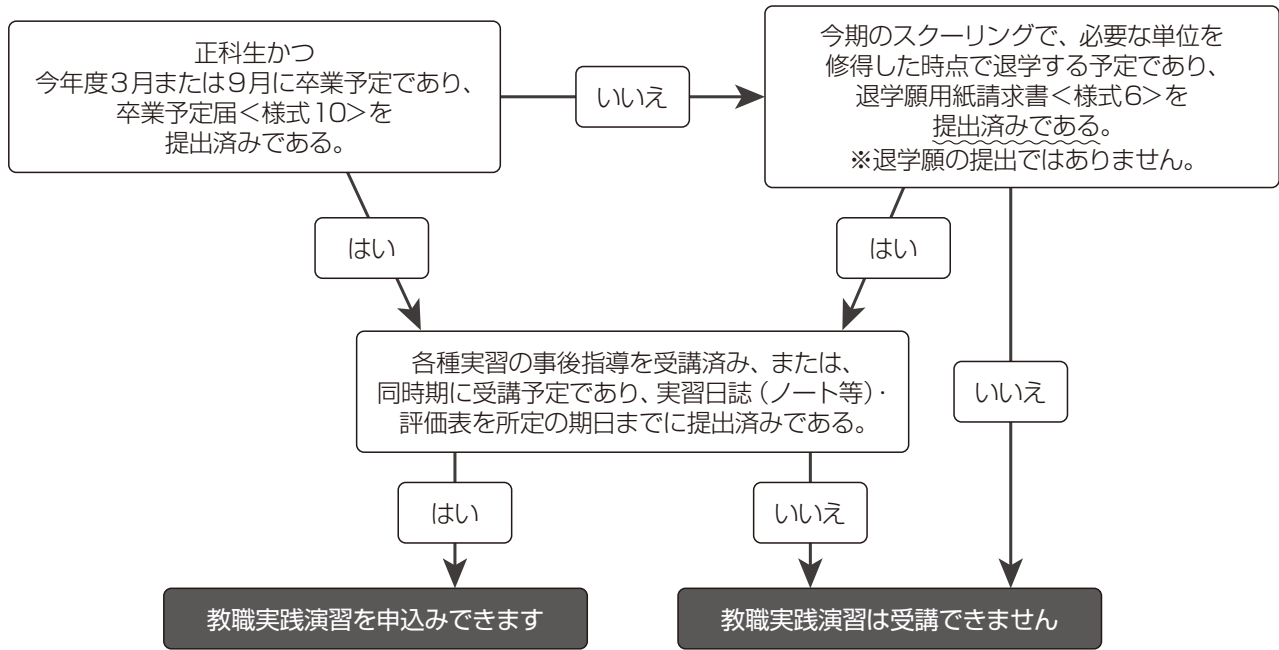 正科生かつ
今年度3月または9月に卒業予定であり、
卒業予定届＜様式10＞を
提出済みである。
いいえ
今期のスクーリングで、必要な単位を
修得した時点で退学する予定であり、
退学願用紙請求書＜様式6＞を
提出済みである。
※退学願の提出ではありません。
はい
はい
各種実習の事後指導を受講済み、または、
同時期に受講予定であり、実習日誌（ノート等）・
評価表を所定の期日までに提出済みである。
いいえ
はい
いいえ
教職実践演習を申込みできます
教職実践演習は受講できません